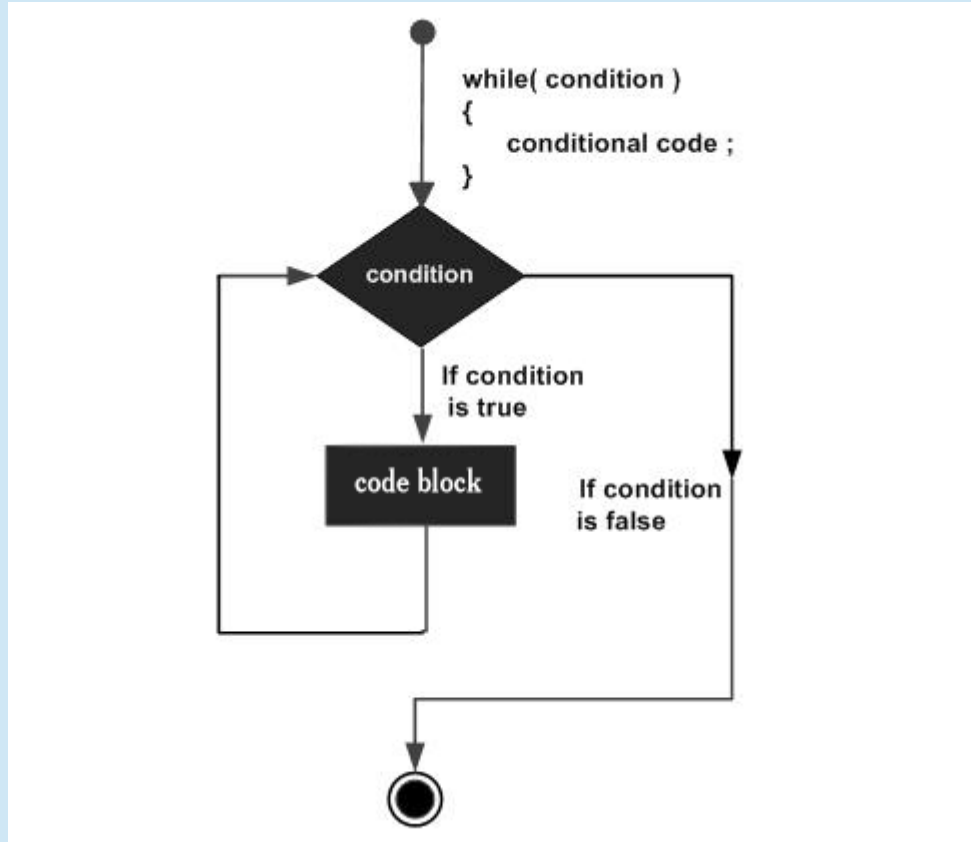 while( condition )
{
conditional code ;
}
condition
If condition
is true
code block
If condition
is false